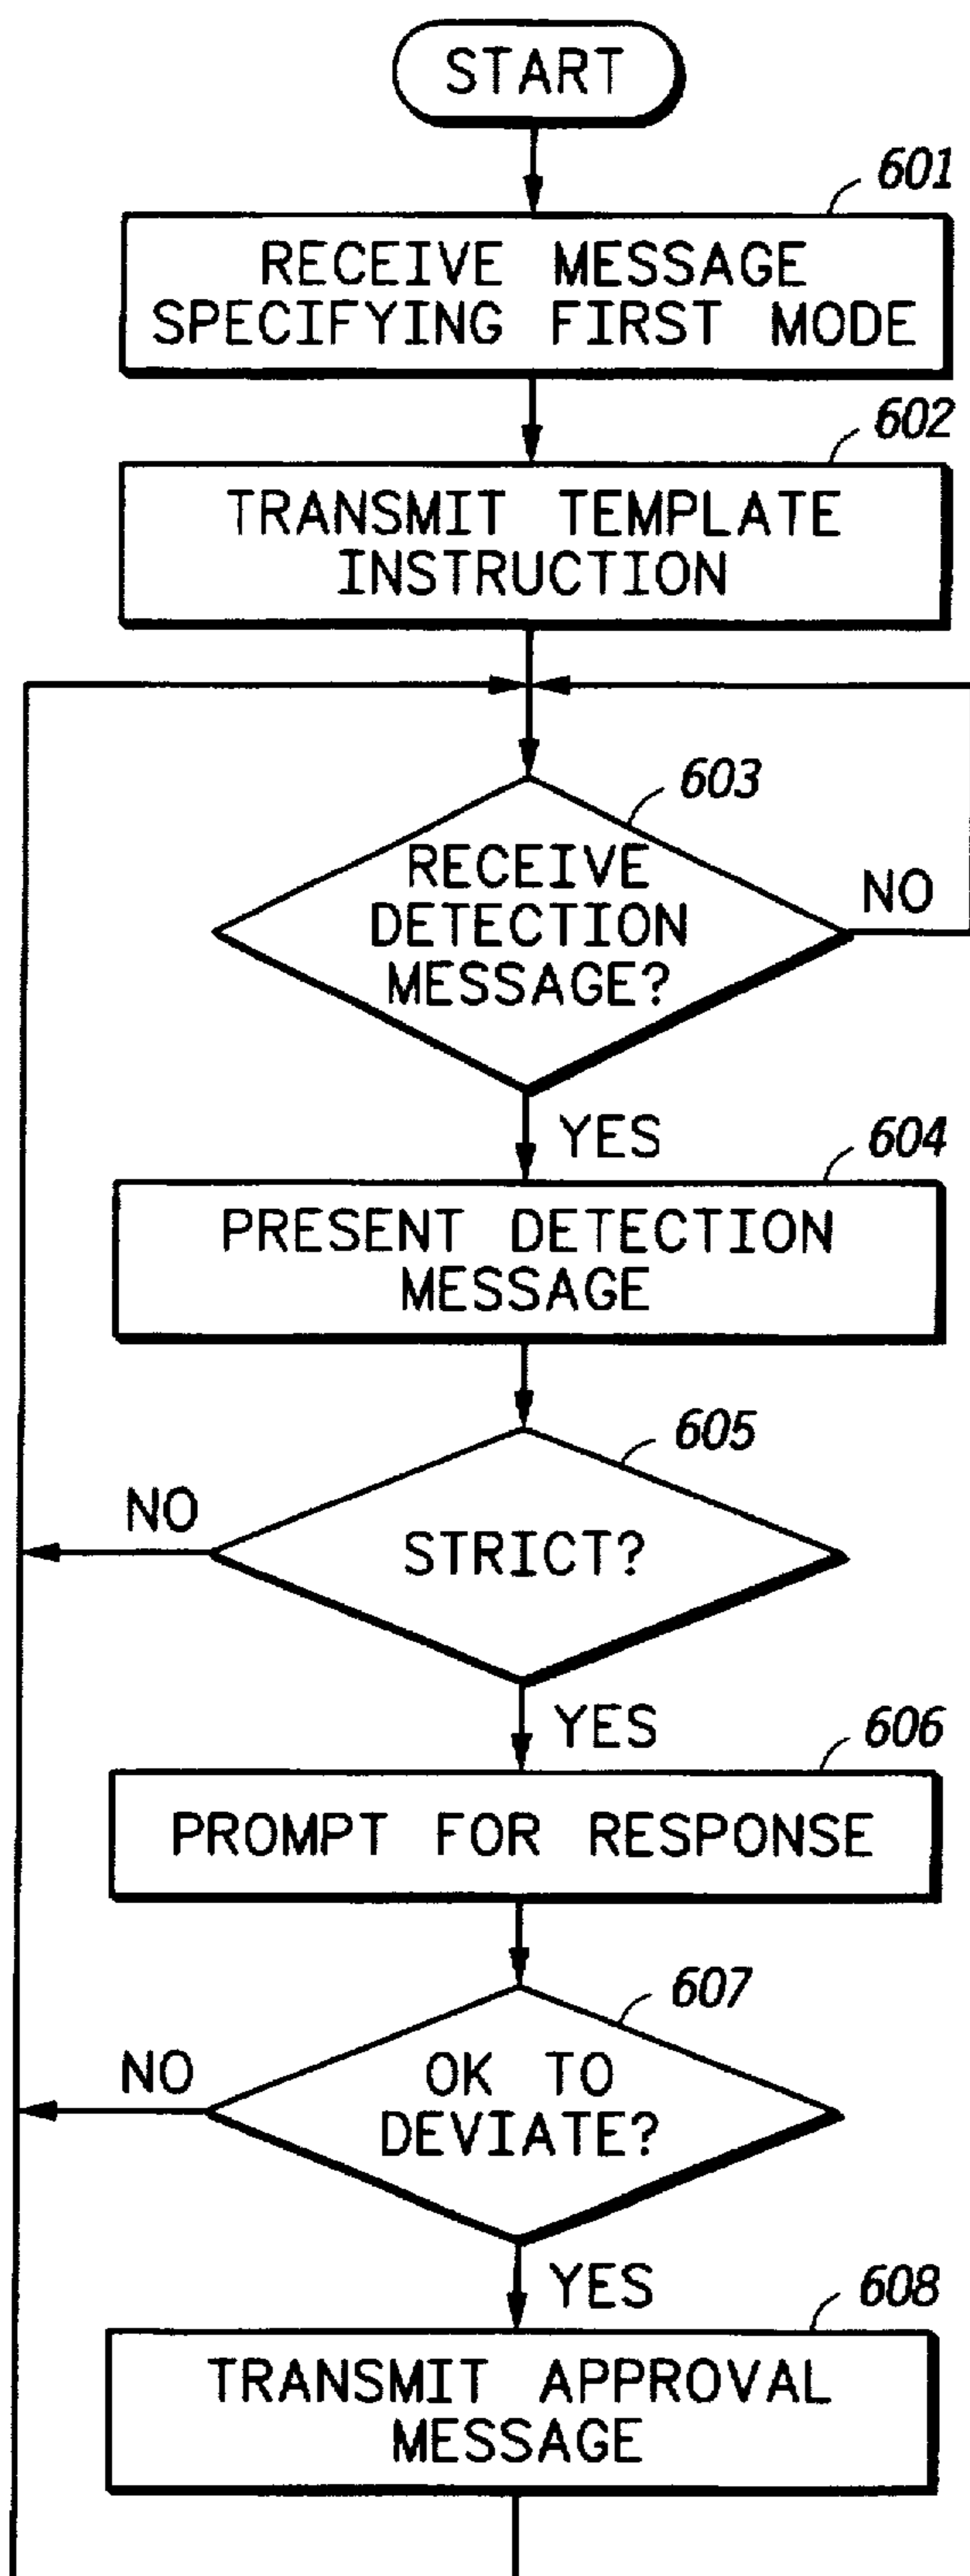 START
601
RECEIVE MESSAGE
SPECIFYING FIRST MODE
602
TRANSMIT TEMPLATE
INSTRUCTION
603
RECEIVE
DETECTION
MESSAGE?
NO
YES
604
PRESENT DETECTION
MESSAGE
605
NO
STRICT?
YES
606
PROMPT FOR RESPONSE
607
NO
OK TO
DEVIATE?
YES
608
TRANSMIT APPROVAL
MESSAGE